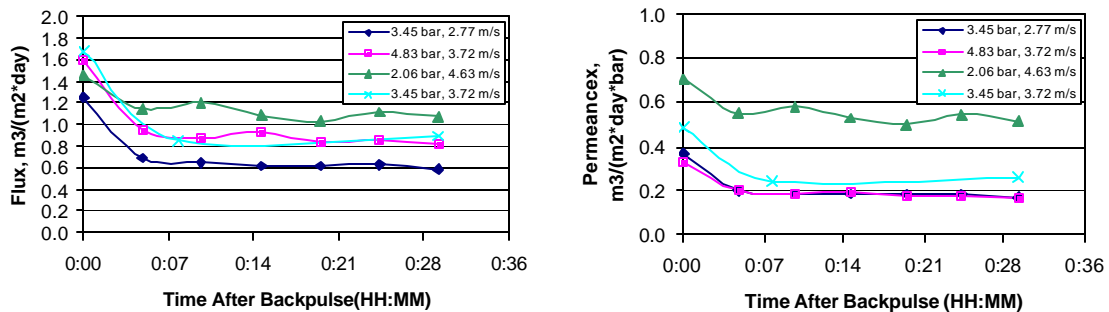 Flux, m3/(m2*day)
2.0
1.8
1.6
1.4
1.2
1.0
0.8
0.6
0.4
0.2
0.0
3.45 bar, 2.77 m/s
4.83 bar, 3.72 m/s
2.06 bar, 4.63 m/s
3.45 bar, 3.72 m/s
0:00 0:07 0:14 0:21 0:28 0:36
Time After Backpulse(HH:MM)
Permeancex,
m3/(m2*day*bar)
1.0
0.8
0.6
0.4
0.2
0.0
3.45 bar, 2.77 m/s
4.83 bar, 3.72 m/s
2.06 bar, 4.63 m/s
3.45 bar, 3.72 m/s
0:00 0:07 0:14 0:21 0:28 0:36
Time After Backpulse (HH:MM)